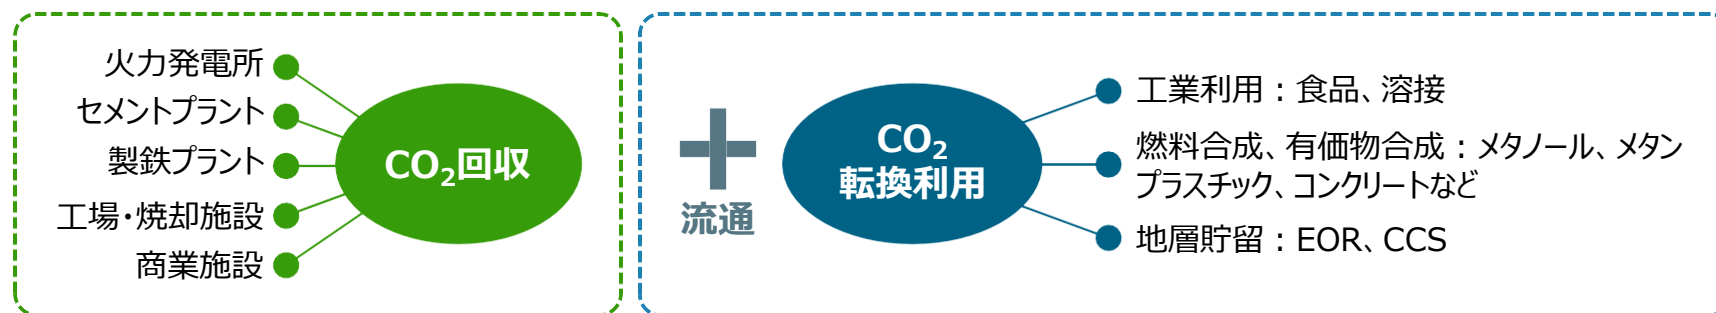 火力発電所
セメントプラント
製鉄プラント
工場・焼却施設
商業施設
CO₂回収
流通
CO₂
転換利用
工業利用：食品、溶接
燃料合成、有価物合成：メタノール、メタン
プラスチック、コンクリートなど
地層貯留：EOR、CCS